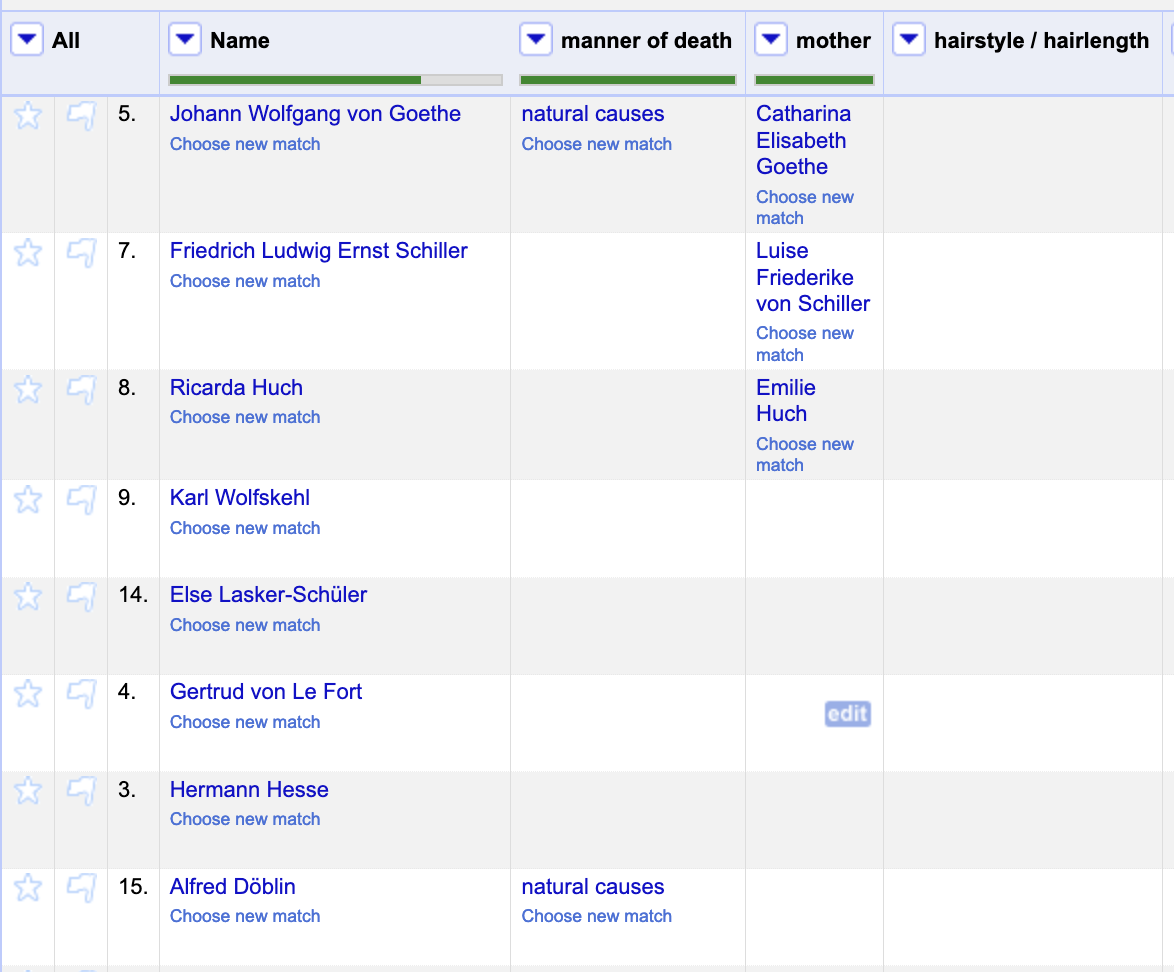 All Name manner of death mother hairstyle / hairlength
5. Johann Wolfgang von Goethe natural causes Catharina
Choose new match Choose new match Elisabeth
Goethe
Choose new
match
7. Friedrich Ludwig Ernst Schiller Luise
Choose new match Friederike
von Schiller
Choose new
match
8. Ricarda Huch Emilie
Choose new match Huch
Choose new
match
9. Karl Wolfskehl
Choose new match
14. Else Lasker-Schüler
Choose new match
4. Gertrud von Le Fort
Choose new match edit
3. Hermann Hesse
Choose new match
15. Alfred Döblin natural causes
Choose new match Choose new match